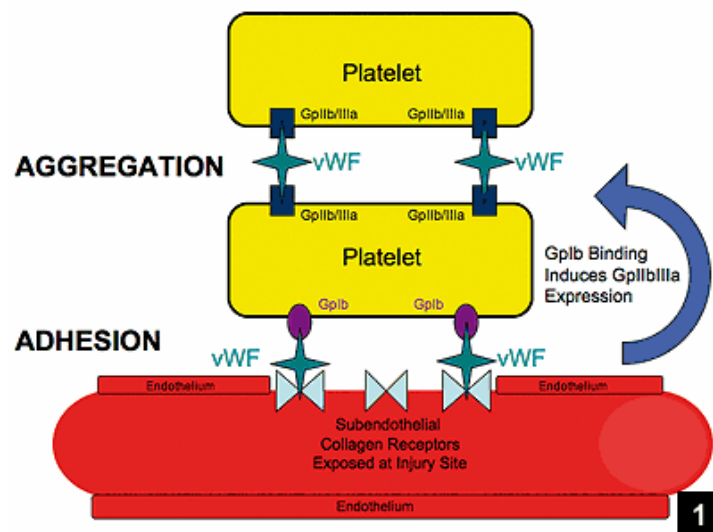 Platelet
GpIIb/IIIa GpIIb/IIIa
AGGREGATION
vWF vWF
GpIIb/IIIa GpIIb/IIIa
Platelet
GpIb Binding
Induces GpIIbIIIa
Expression
GpIb GpIb
ADHESION
vWF vWF
Endothelium Endothelium
Subendothelial
Collagen Receptors
Exposed at Injury Site
Endothelium
1